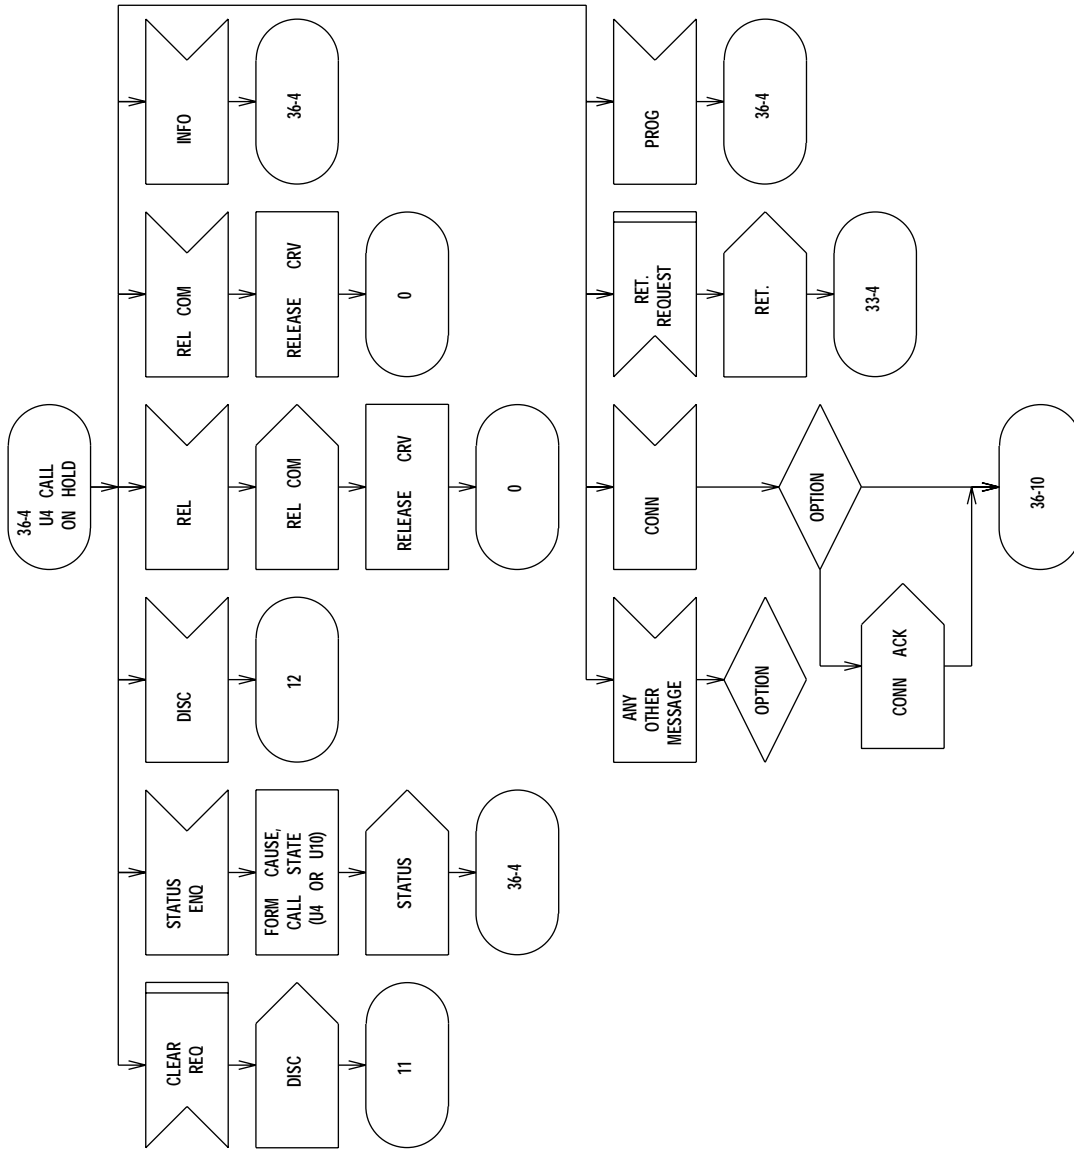 36-4
U4 CALL
ON HOLD
CLEAR
REQ
DISC
11
STATUS
ENQ
FORM CAUSE,
CALL STATE
(U4 OR U10)
STATUS
36-4
DISC
12
REL
REL COM
RELEASE CRV
0
REL COM
RELEASE CRV
0
INFO
36-4
ANY
OTHER
MESSAGE
OPTION
CONN
OPTION
CONN ACK
36-10
RET.
REQUEST
RET.
33-4
PROG
36-4